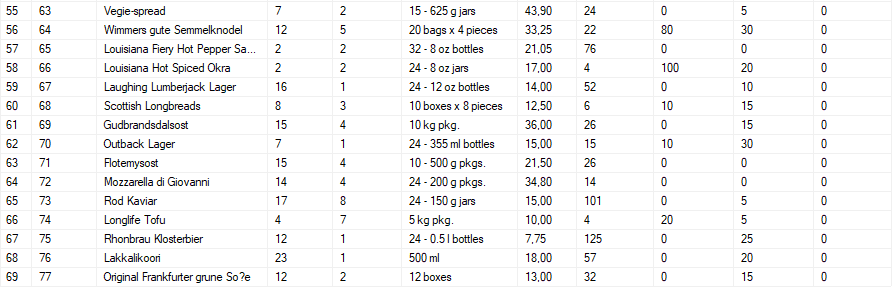 55 63 Vegie-spread 7 2 15 - 625 g jars 43,90 24 0 5 0
56 64 Wimmers gute Semmelknodel 12 5 20 bags x 4 pieces 33,25 22 80 30 0
57 65 Louisiana Fiery Hot Pepper Sa... 2 2 32 - 8 oz bottles 21,05 76 0 0 0
58 66 Louisiana Hot Spiced Okra 2 2 24 - 8 oz jars 17,00 4 100 20 0
59 67 Laughing Lumberjack Lager 16 1 24 - 12 oz bottles 14,00 52 0 10 0
60 68 Scottish Longbreads 8 3 10 boxes x 8 pieces 12,50 6 10 15 0
61 69 Gudbrandsdalsost 15 4 10 kg pkg. 36,00 26 0 15 0
62 70 Outback Lager 7 1 24 - 355 ml bottles 15,00 15 10 30 0
63 71 Flotemysost 15 4 10 - 500 g pkgs. 21,50 26 0 0 0
64 72 Mozzarella di Giovanni 14 4 24 - 200 g pkgs. 34,80 14 0 0 0
65 73 Rod Kaviar 17 8 24 - 150 g jars 15,00 101 0 5 0
66 74 Longlife Tofu 4 7 5 kg pkg. 10,00 4 20 5 0
67 75 Rhonbrau Klosterbier 12 1 24 - 0.5 l bottles 7,75 125 0 25 0
68 76 Lakkalikoori 23 1 500 ml 18,00 57 0 20 0
69 77 Original Frankfurter grune So?e 12 2 12 boxes 13,00 32 0 15 0